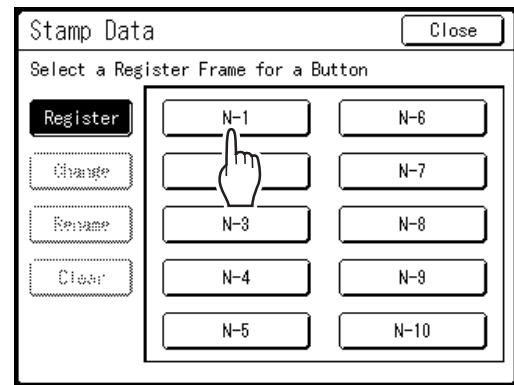 Stamp Data
Close
Select a Register Frame for a Button
Register
Change
Rename
Clear
N-1
N-6
N-7
N-3
N-8
N-4
N-9
N-5
N-10